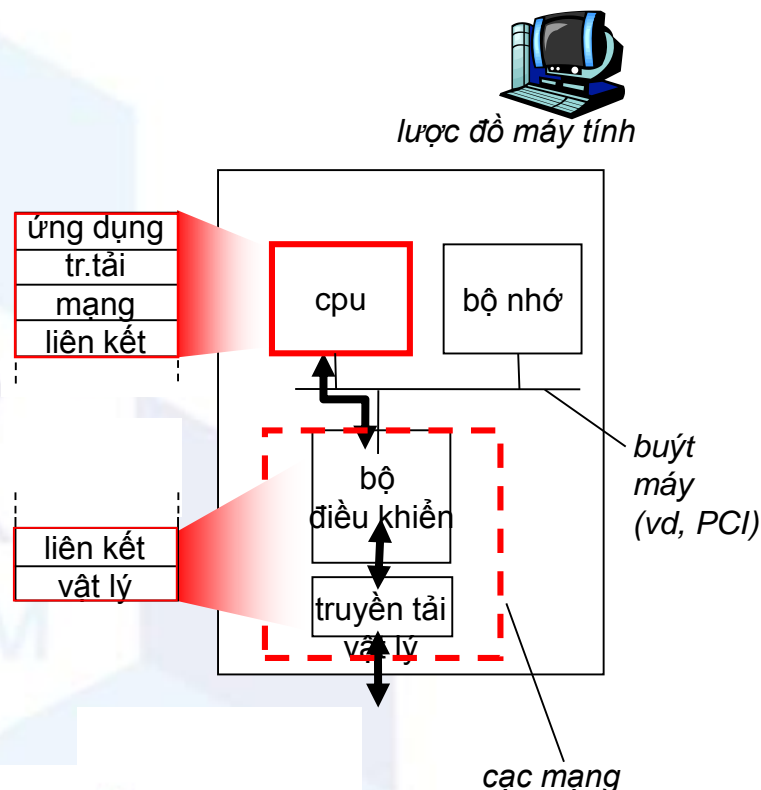 lược đồ máy tính
ứng dụng
tr.tải
mạng
liên kết
cpu
bộ nhớ
buýt
máy
(vd, PCI)
bộ
điều khiển
liên kết
vật lý
truyền tải
vật lý
cạc mạng